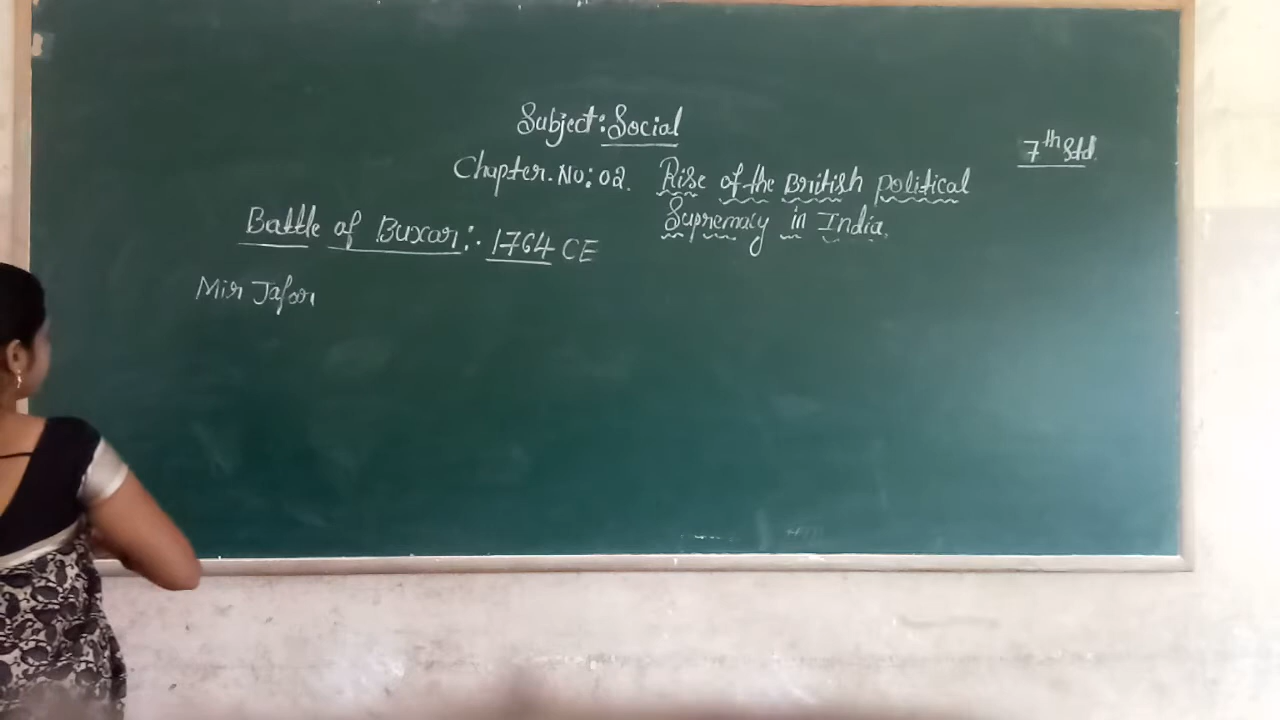 Subject: Social
7th Std.
Chapter. No: 02. Rise of the British political
Supremacy in India.
Battle of Buxar:- 1764 CE
Mir Jafar